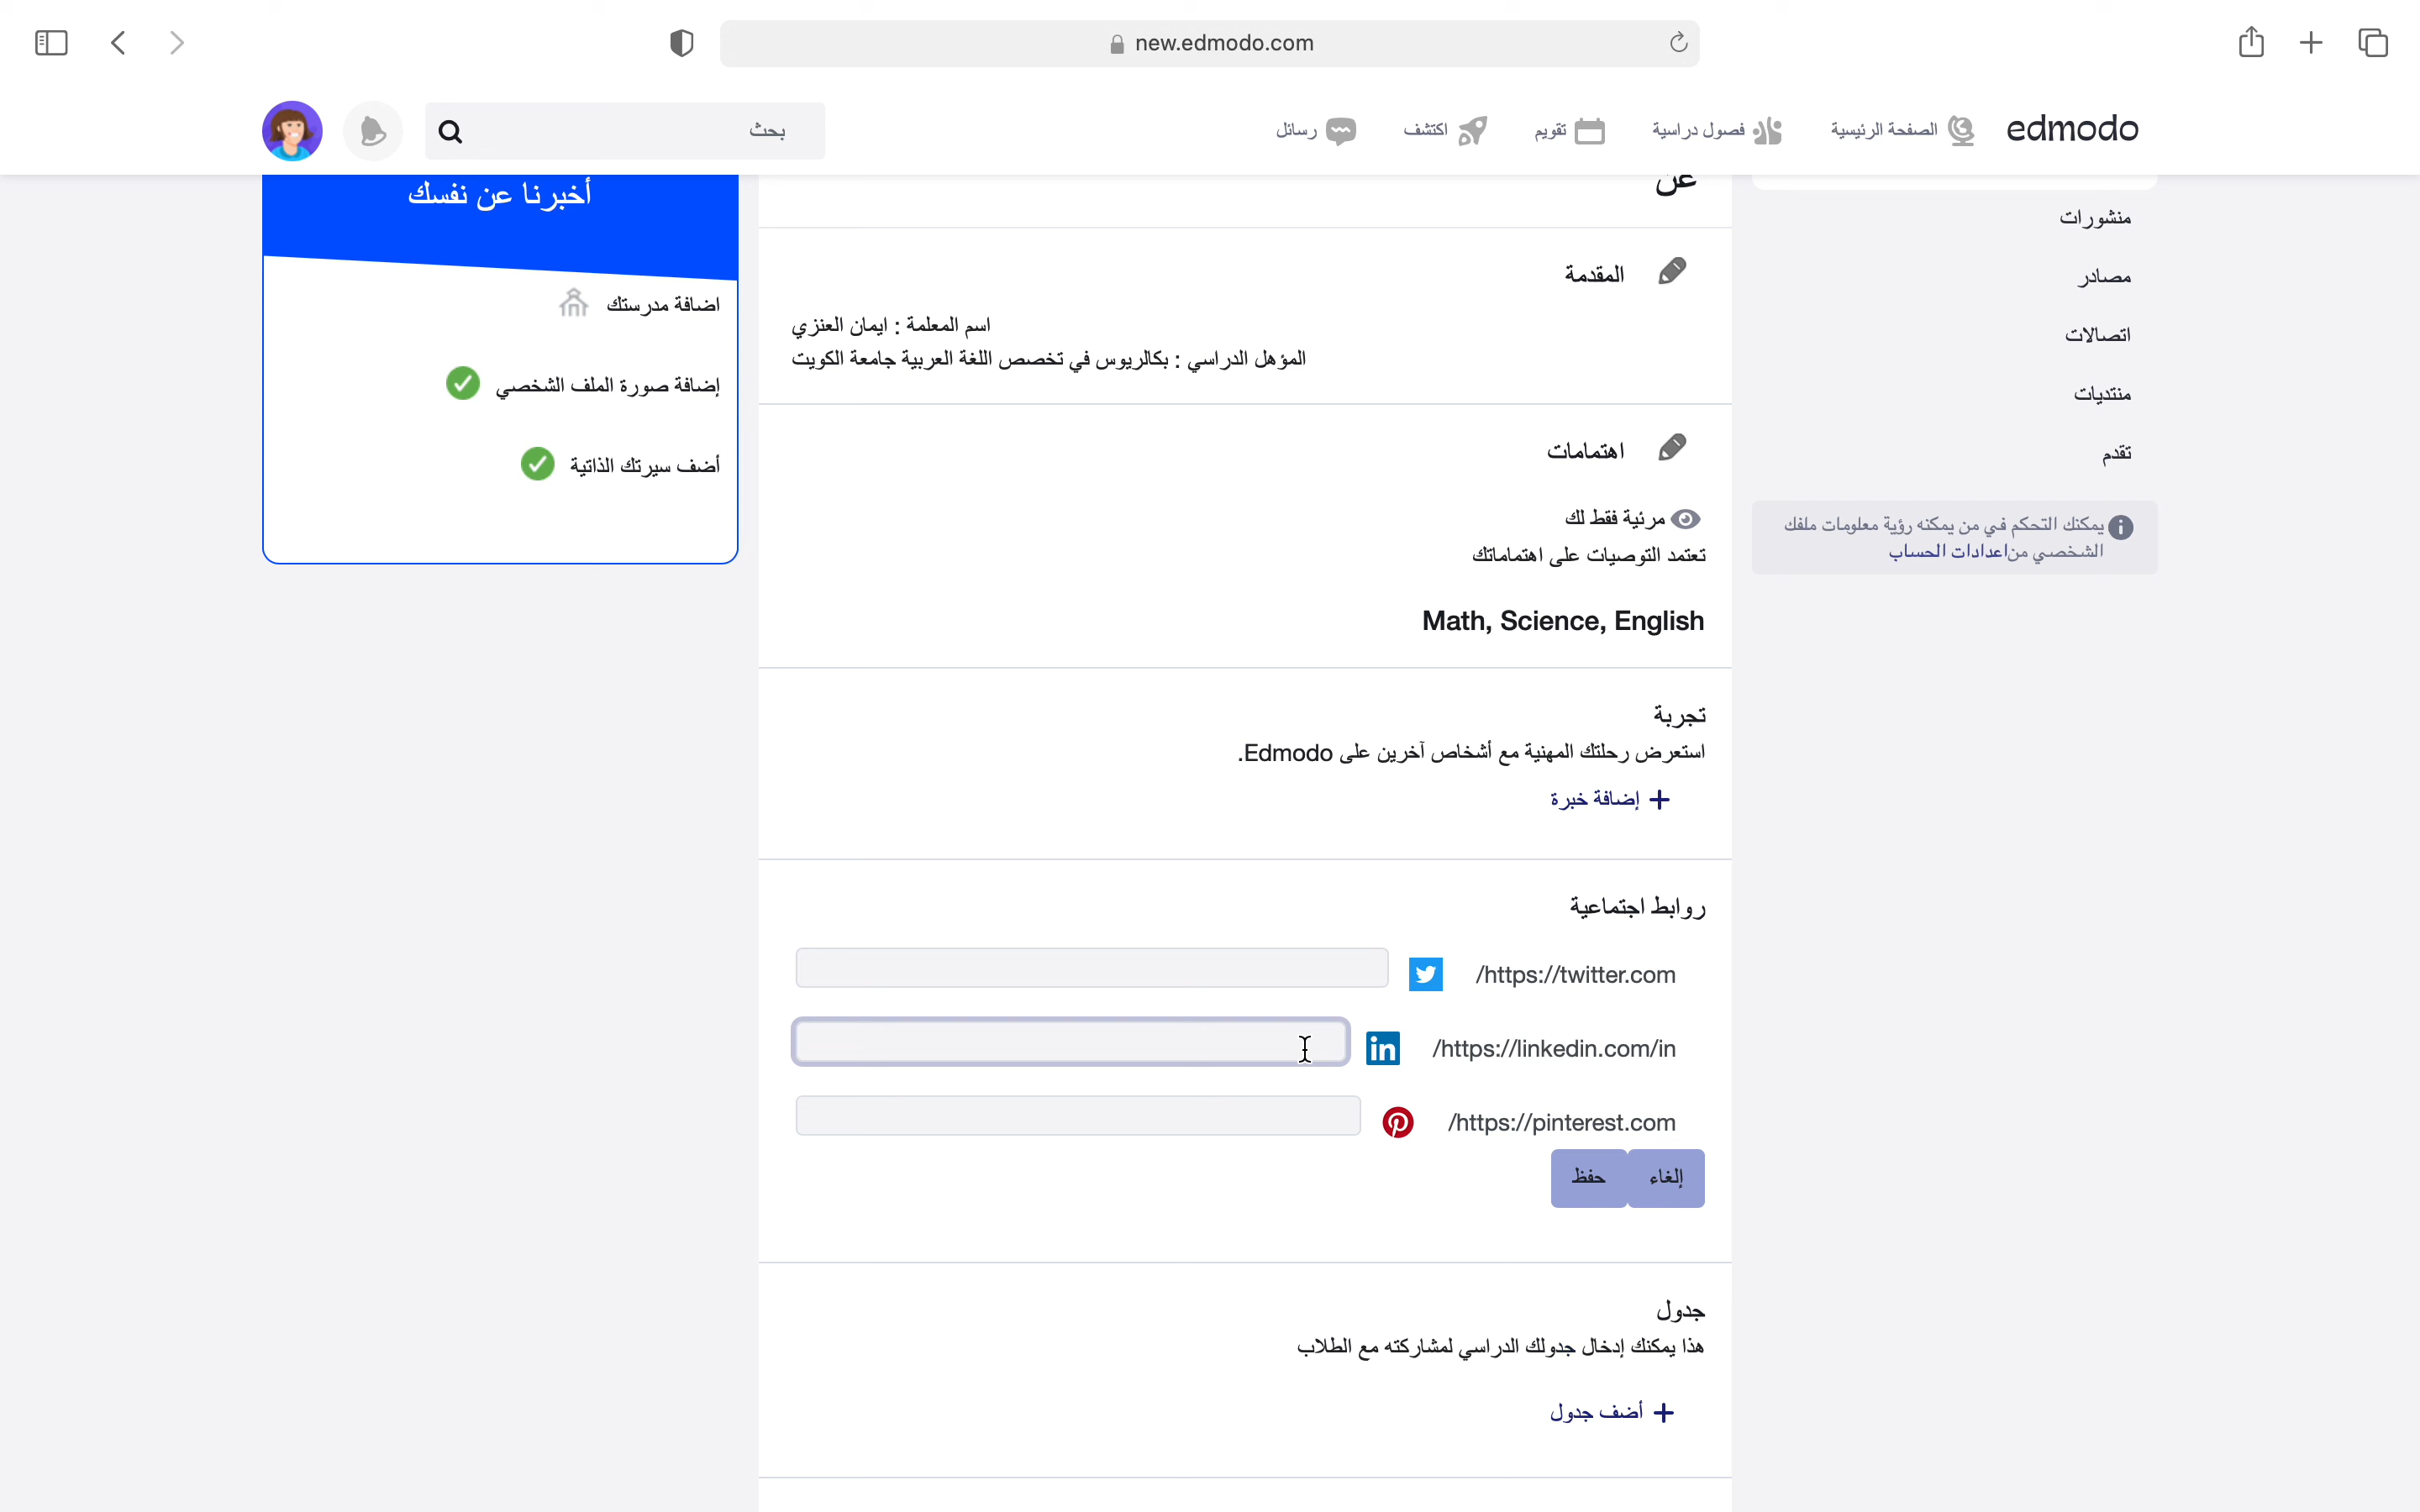 new.edmodo.com
edmodo
الصفحة الرئيسية
فصول دراسية
تقويم
اكتشف
رسائل
بحث
منشورات
مصادر
اتصالات
منتديات
تقدم
يمكنك التحكم في من يمكنه رؤية معلومات ملفك
الشخصي مناعدادات الحساب
عن
المقدمة
اسم المعلمة : ايمان العنزي
المؤهل الدراسي : بكالريوس في تخصص اللغة العربية جامعة الكويت
اهتمامات
مرئية فقط لك
تعتمد التوصيات على اهتماماتك
Math, Science, English
تجربة
استعرض رحلتك المهنية مع أشخاص آخرين على Edmodo.
+ إضافة خبرة
روابط اجتماعية
/https://twitter.com
/https://linkedin.com/in
/https://pinterest.com
إلغاء
حفظ
جدول
هذا يمكنك إدخال جدولك الدراسي لمشاركته مع الطلاب
+ أضف جدول
أخبرنا عن نفسك
اضافة مدرستك
إضافة صورة الملف الشخصي
أضف سيرتك الذاتية